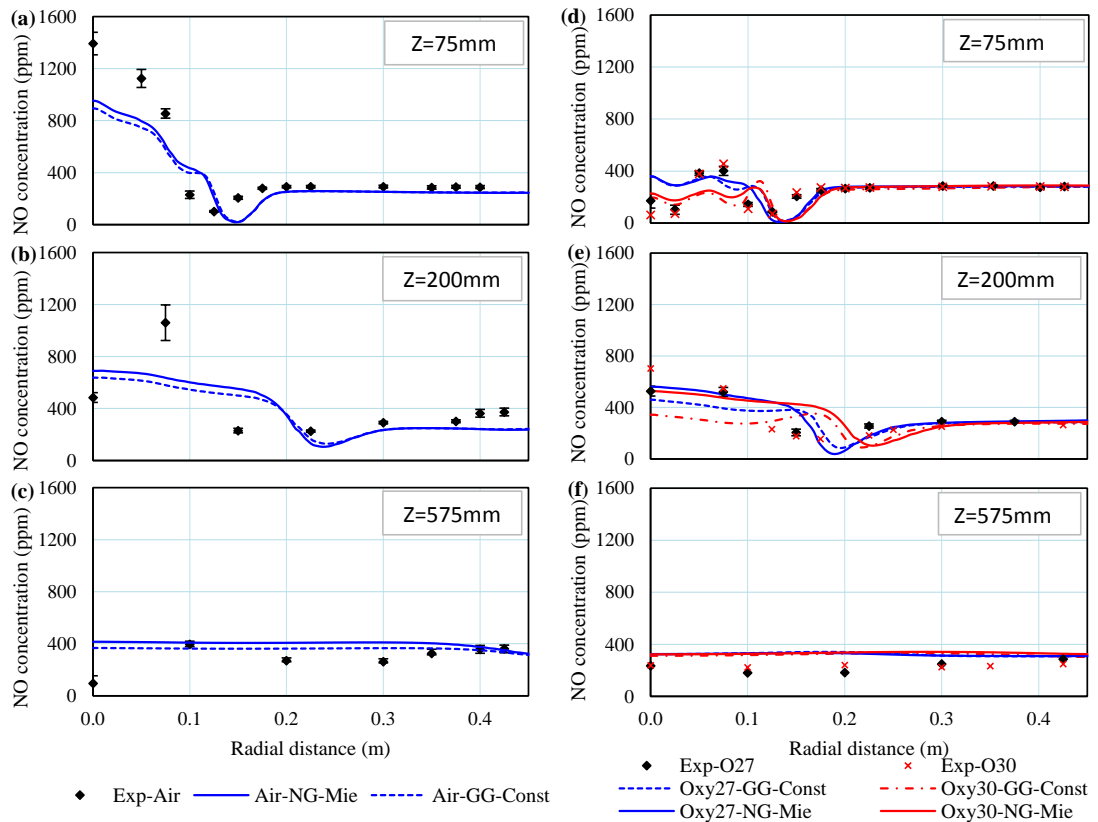 (a)
1600
1200
800
400
0
NO concentration (ppm)
Z=75mm
(b)
1600
1200
800
400
0
NO concentration (ppm)
Z=200mm
(c)
1600
1200
800
400
0
NO concentration (ppm)
Z=575mm
0.0 0.1 0.2 0.3 0.4
Radial distance (m)
Exp-Air Air-NG-Mie Air-GG-Const
(d)
1600
1200
800
400
0
NO concentration (ppm)
Z=75mm
(e)
1600
1200
800
400
0
NO concentration (ppm)
Z=200mm
(f)
1600
1200
800
400
0
NO concentration (ppm)
Z=575mm
0.0 0.1 0.2 0.3 0.4
Radial distance (m)
Exp-O27 Exp-O30
Oxy27-GG-Const Oxy30-GG-Const
Oxy27-NG-Mie Oxy30-NG-Mie